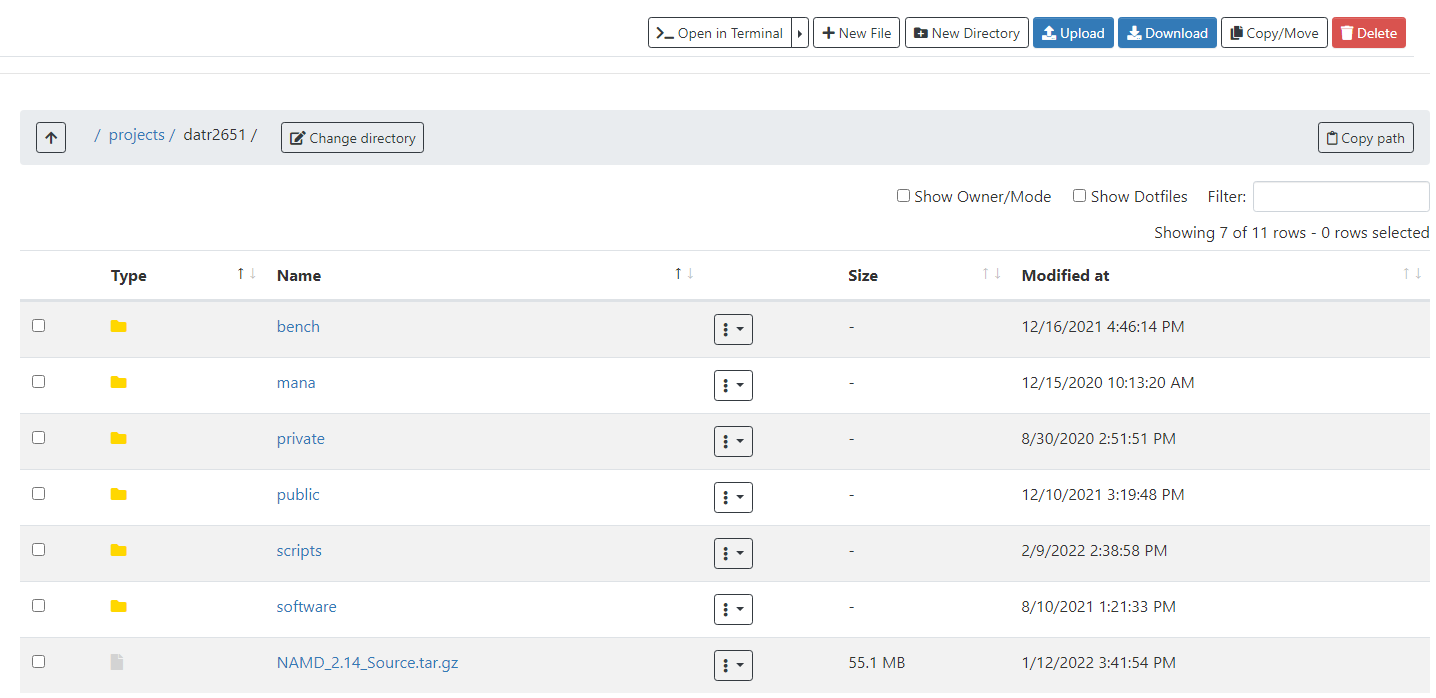 Open in Terminal New File New Directory Upload Download Copy/Move Delete
/ projects / datr2651 / Change directory Copy path
Show Owner/Mode Show Dotfiles Filter:
Showing 7 of 11 rows - 0 rows selected
Type Name Size Modified at
bench - 12/16/2021 4:46:14 PM
mana - 12/15/2020 10:13:20 AM
private - 8/30/2020 2:51:51 PM
public - 12/10/2021 3:19:48 PM
scripts - 2/9/2022 2:38:58 PM
software - 8/10/2021 1:21:33 PM
NAMD_2.14_Source.tar.gz 55.1 MB 1/12/2022 3:41:54 PM